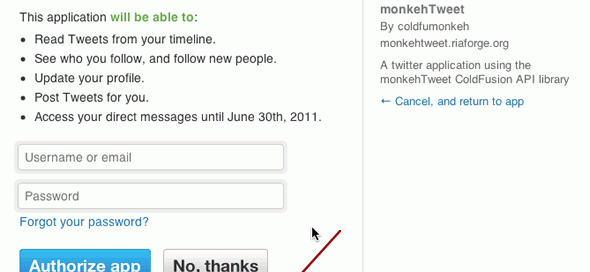 This application will be able to:
Read Tweets from your timeline.
See who you follow, and follow new people.
Update your profile.
Post Tweets for you.
Access your direct messages until June 30th, 2011.
Username or email
Password
Forgot your password?
Authorize app
No, thanks
monkehTweet
By coldfumonkeh
monkehtweet.riaforge.org
A twitter application using the
monkehTweet ColdFusion API library
← Cancel, and return to app